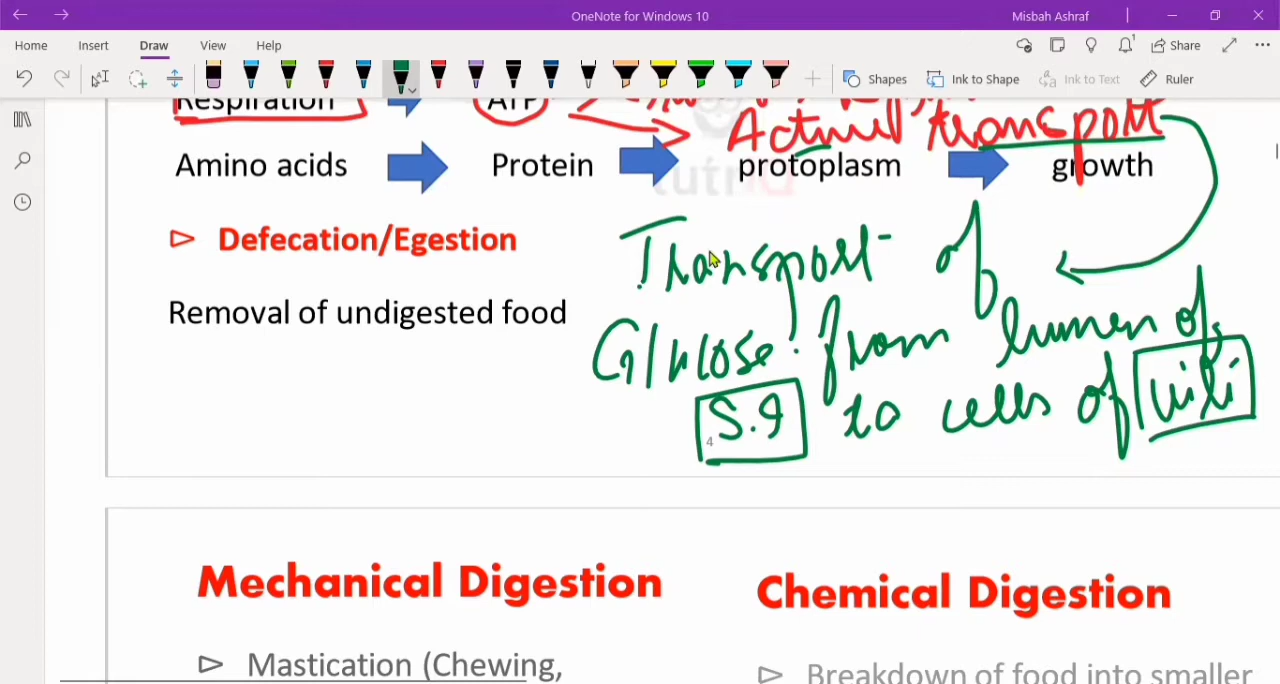 OneNote for Windows 10
Misbah Ashraf
Home Insert Draw View Help
Share
Shapes Ink to Shape Ink to Text Ruler
Respiration ATP
transport
Amino acids Protein protoplasm growth
tutria
Defecation/Egestion
Transport of
Removal of undigested food
Glucose from lumen of
S.I to cells of villi
4
Mechanical Digestion
Chemical Digestion
Mastication (Chewing,
Breakdown of food into smaller